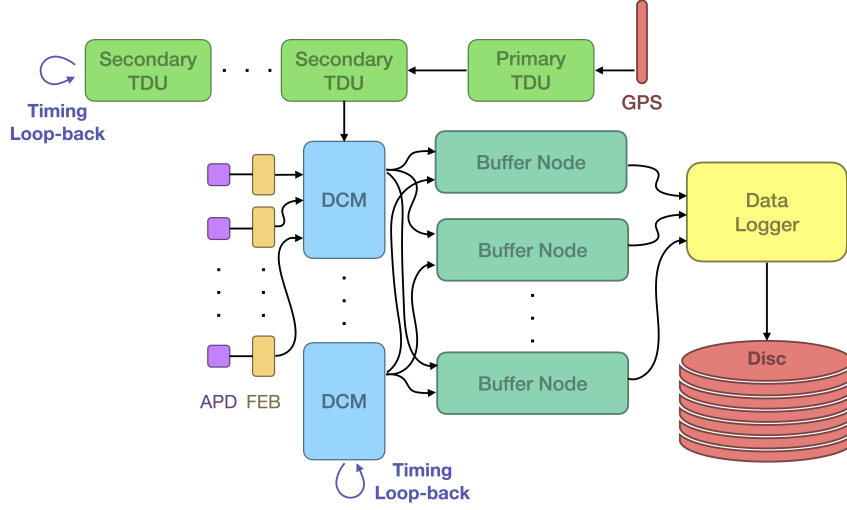 Secondary
TDU
Secondary
TDU
Primary
TDU
GPS
Timing
Loop-back
DCM
Buffer Node
Data
Logger
Buffer Node
DCM
Buffer Node
Disc
APD
FEB
Timing
Loop-back